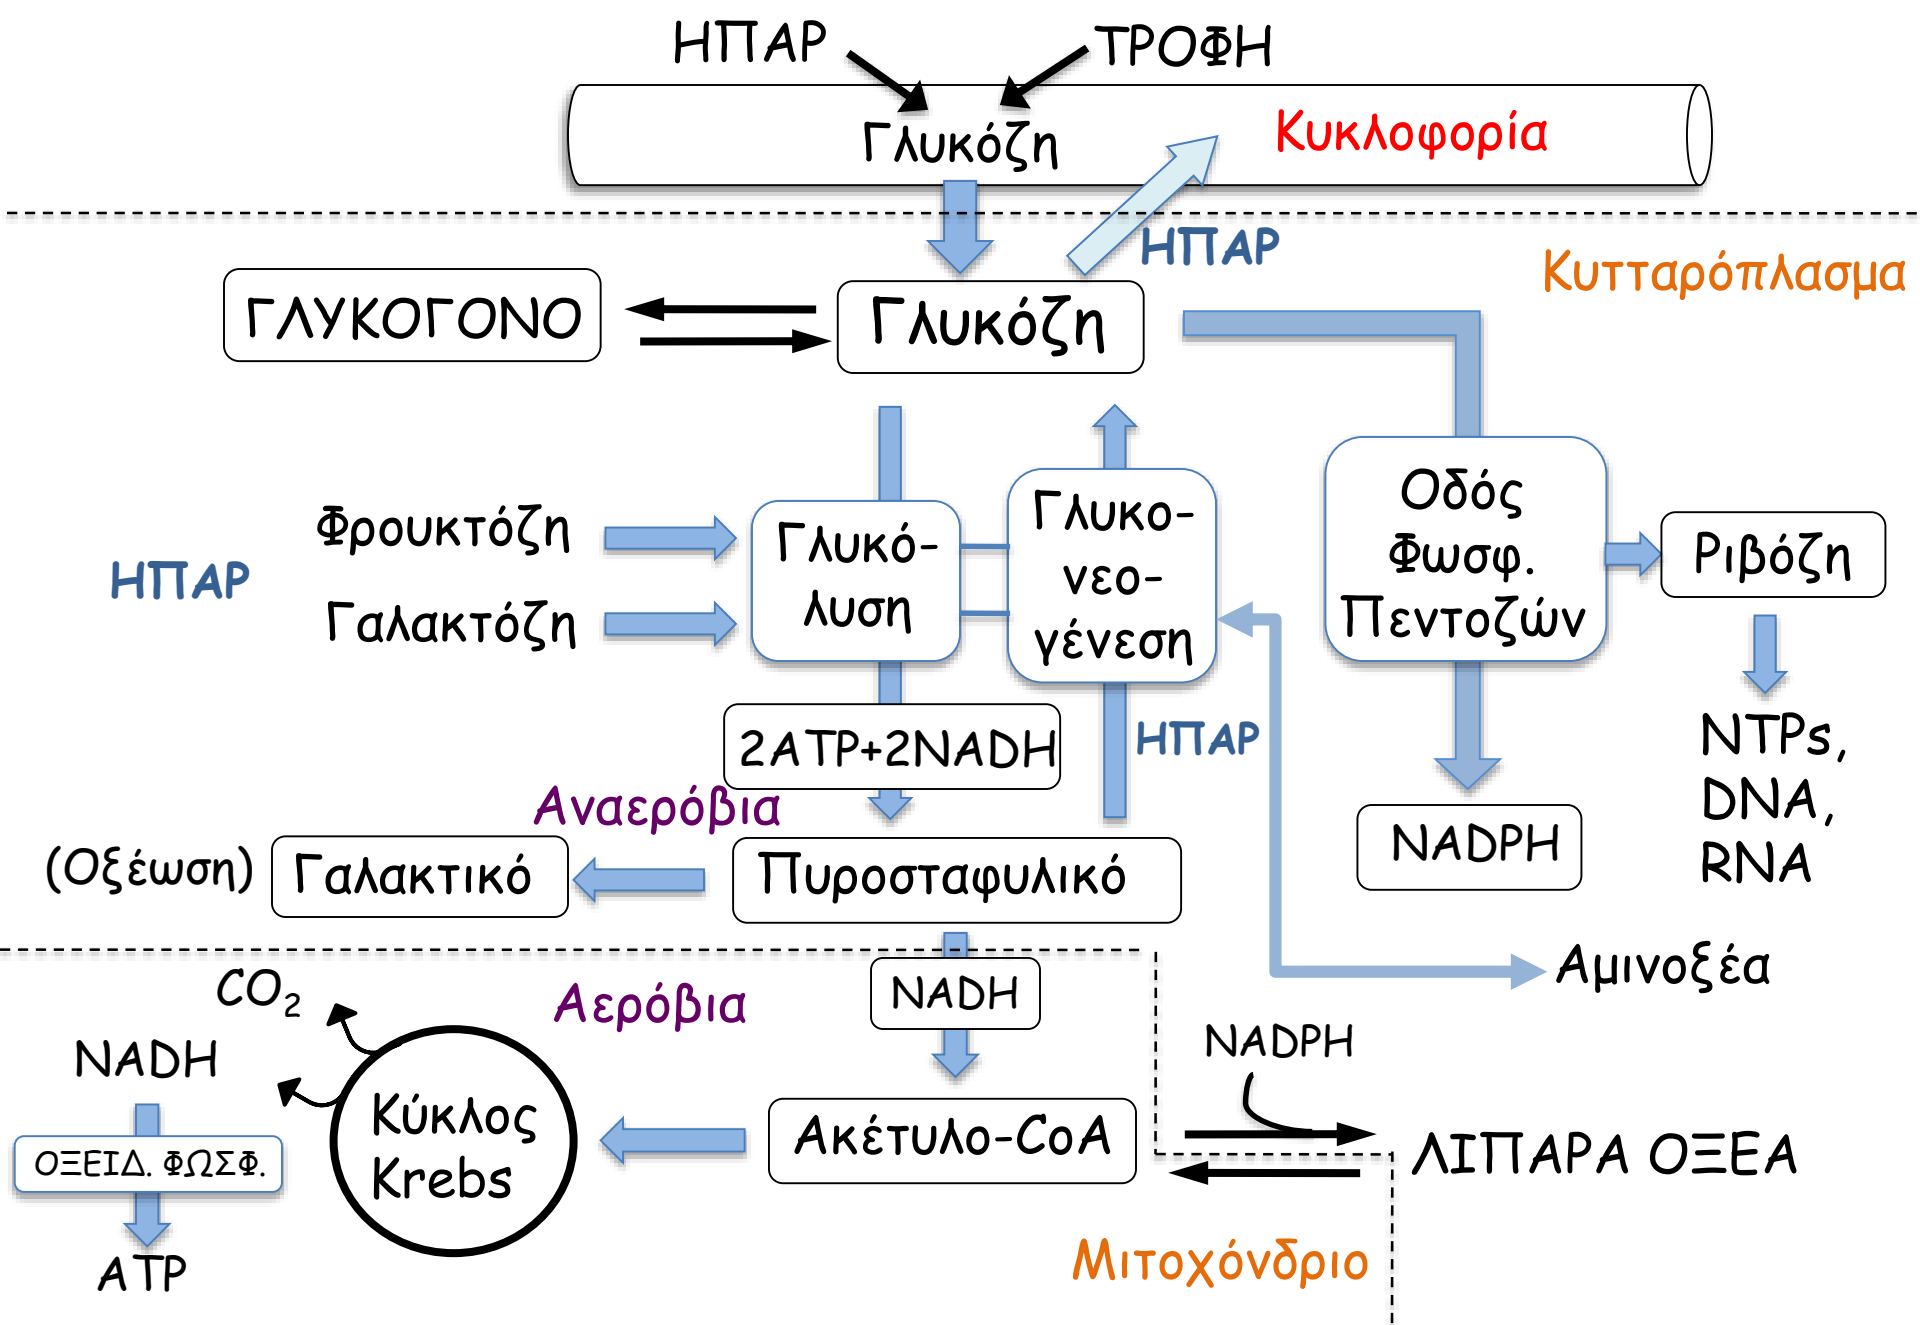 ΗΠΑΡ
ΤΡΟΦΗ
Γλυκόζη
Κυκλοφορία
ΗΠΑΡ
Κυτταρόπλασμα
ΓΛΥΚΟΓΟΝΟ
Γλυκόζη
Φρουκτόζη
Γαλακτόζη
ΗΠΑΡ
Γλυκό-
λυση
Γλυκο-
νεο-
γένεση
Οδός
Φωσφ.
Πεντοζών
Ριβόζη
NTPs,
DNA,
RNA
2ATP+2NADH
ΗΠΑΡ
Αναερόβια
NADPH
(Οξέωση)
Γαλακτικό
Πυροσταφυλικό
Αμινοξέα
CO2
Αερόβια
NADH
NADH
NADPH
Κύκλος
Krebs
Ακέτυλο-CoA
ΛΙΠΑΡΑ ΟΞΕΑ
ΟΞΕΙΔ. ΦΩΣΦ.
ATP
Μιτοχόνδριο